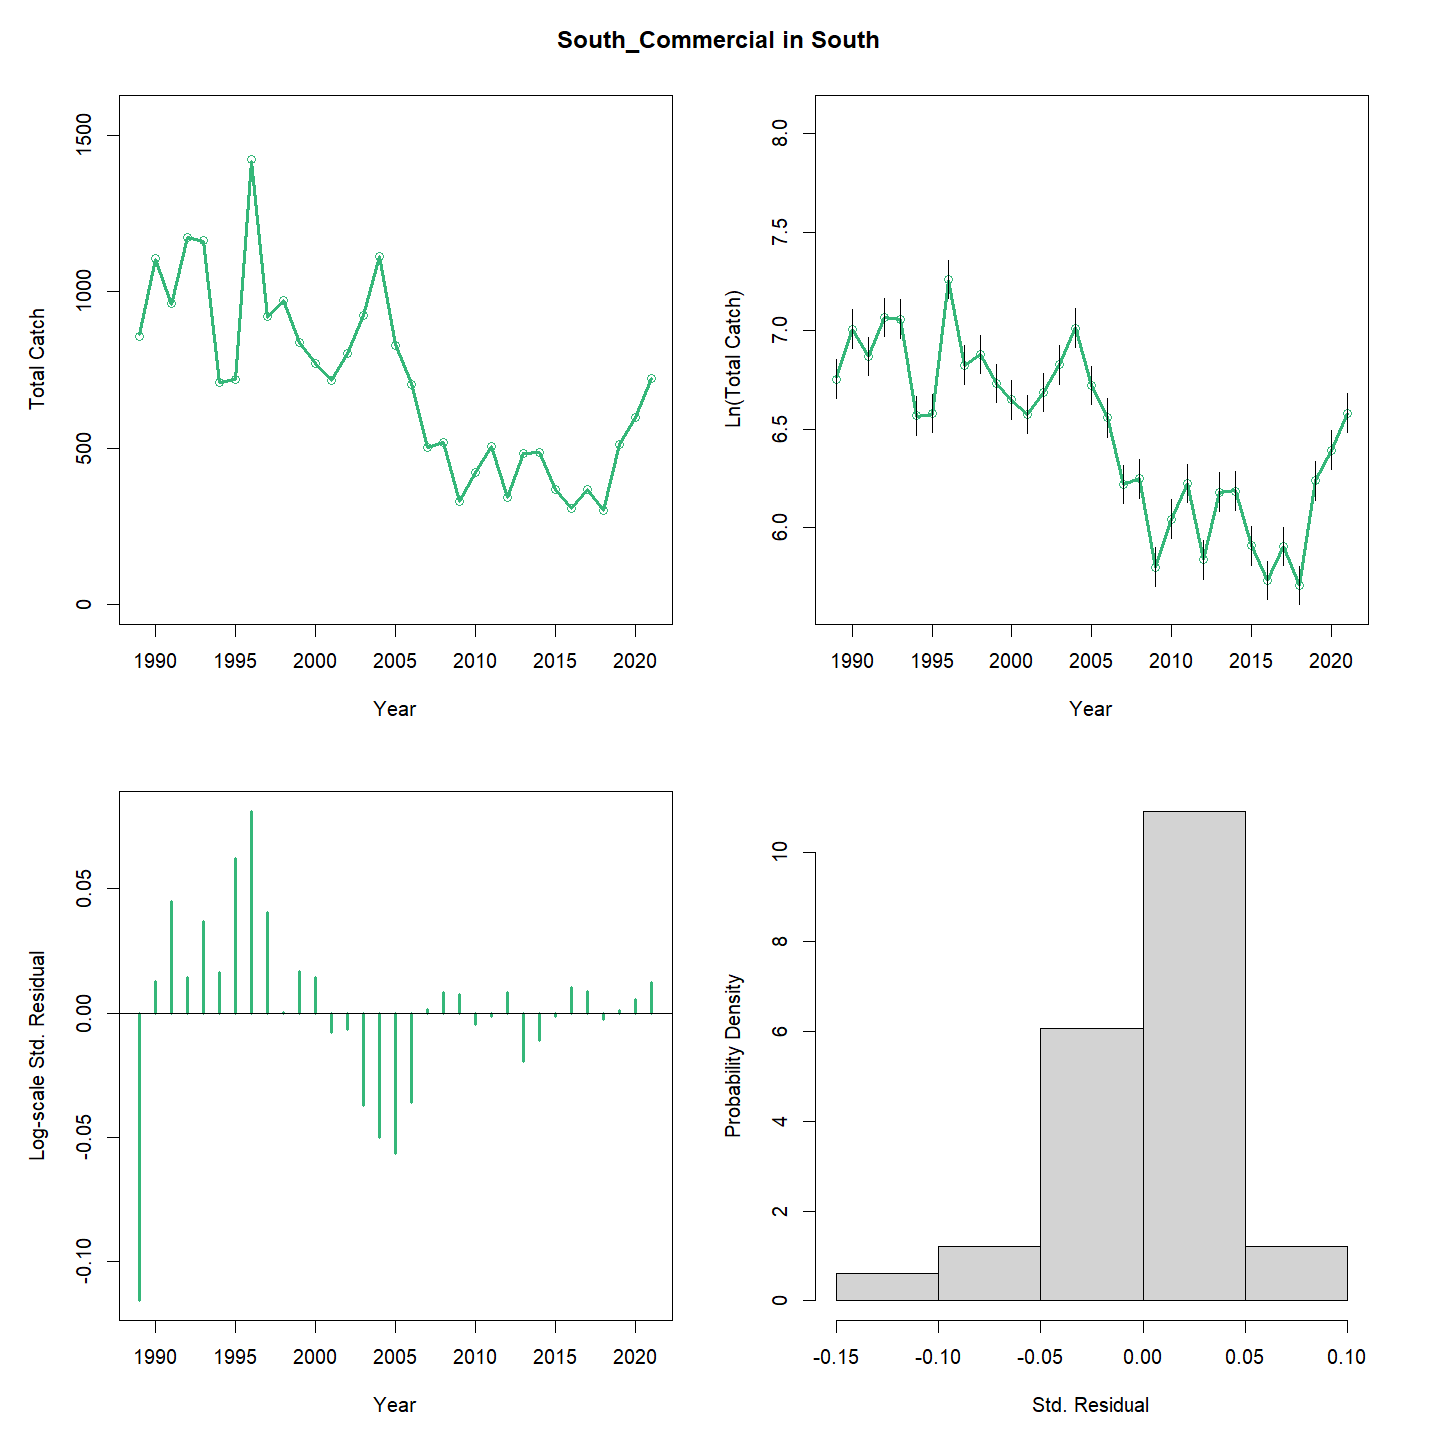 South_Commercial in South
Total Catch
1500
1000
500
0
1990 1995 2000 2005 2010 2015 2020
Year
Ln(Total Catch)
8.0
7.5
7.0
6.5
6.0
1990 1995 2000 2005 2010 2015 2020
Year
Log-scale Std. Residual
0.05
0.00
-0.05
-0.10
1990 1995 2000 2005 2010 2015 2020
Year
Probability Density
10
8
6
4
2
0
-0.15 -0.10 -0.05 0.00 0.05 0.10
Std. Residual